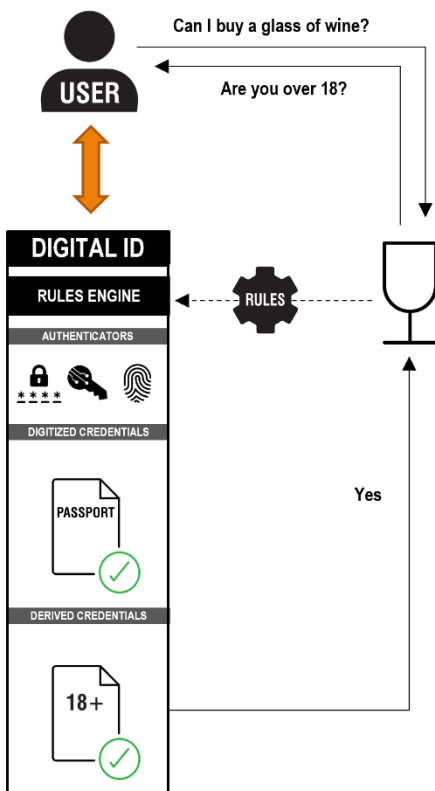 Can I buy a glass of wine?
Are you over 18?
USER
DIGITAL ID
RULES ENGINE
RULES
AUTHENTICATORS
****
DIGITIZED CREDENTIALS
PASSPORT
Yes
DERIVED CREDENTIALS
18+